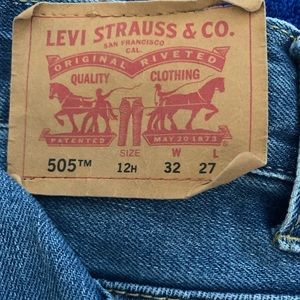 LEVI STRAUSS & CO.
SAN FRANCISCO
CAL.
ORIGINAL RIVETED
QUALITY CLOTHING
PATENTED MAY 20 1873
SIZE W L
505™ 12H 32 27